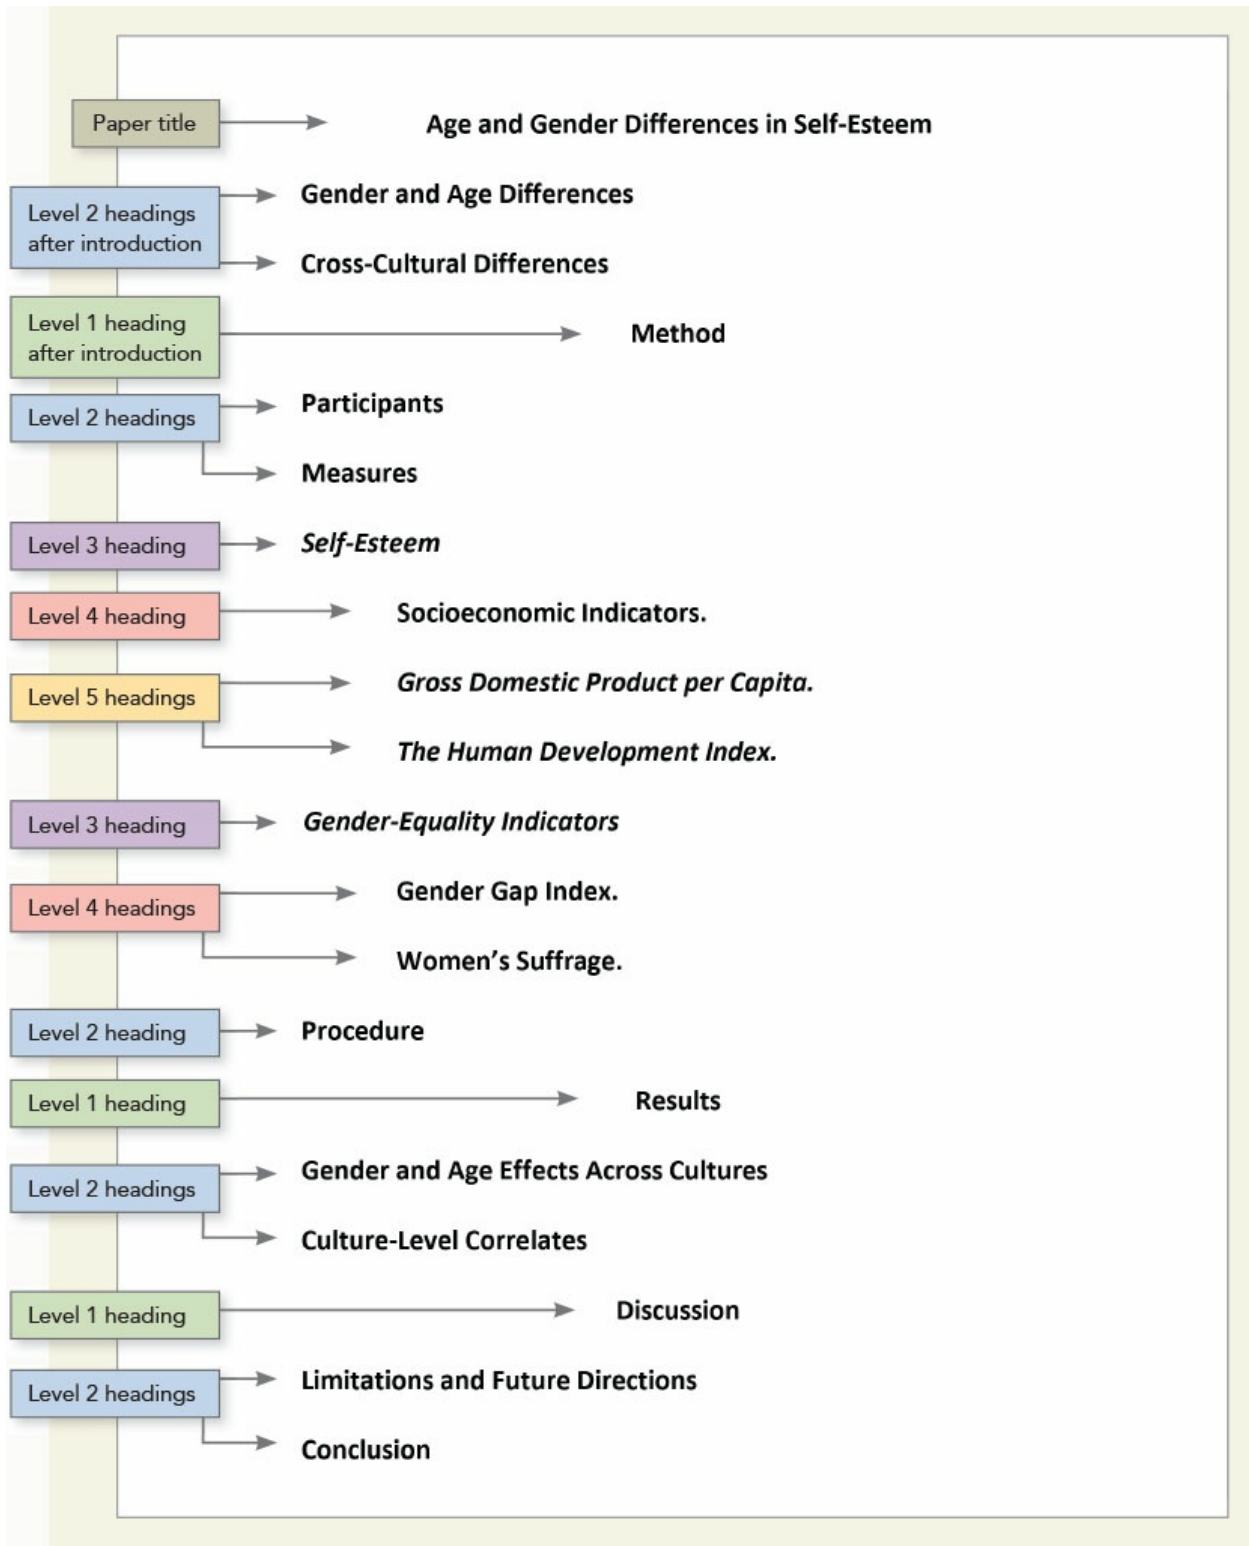 Paper title
Age and Gender Differences in Self-Esteem
Level 2 headings
after introduction
Gender and Age Differences
Cross-Cultural Differences
Level 1 heading
after introduction
Method
Level 2 headings
Participants
Measures
Level 3 heading
Self-Esteem
Level 4 heading
Socioeconomic Indicators.
Level 5 headings
Gross Domestic Product per Capita.
The Human Development Index.
Level 3 heading
Gender-Equality Indicators
Level 4 headings
Gender Gap Index.
Women’s Suffrage.
Level 2 heading
Procedure
Level 1 heading
Results
Level 2 headings
Gender and Age Effects Across Cultures
Culture-Level Correlates
Level 1 heading
Discussion
Level 2 headings
Limitations and Future Directions
Conclusion